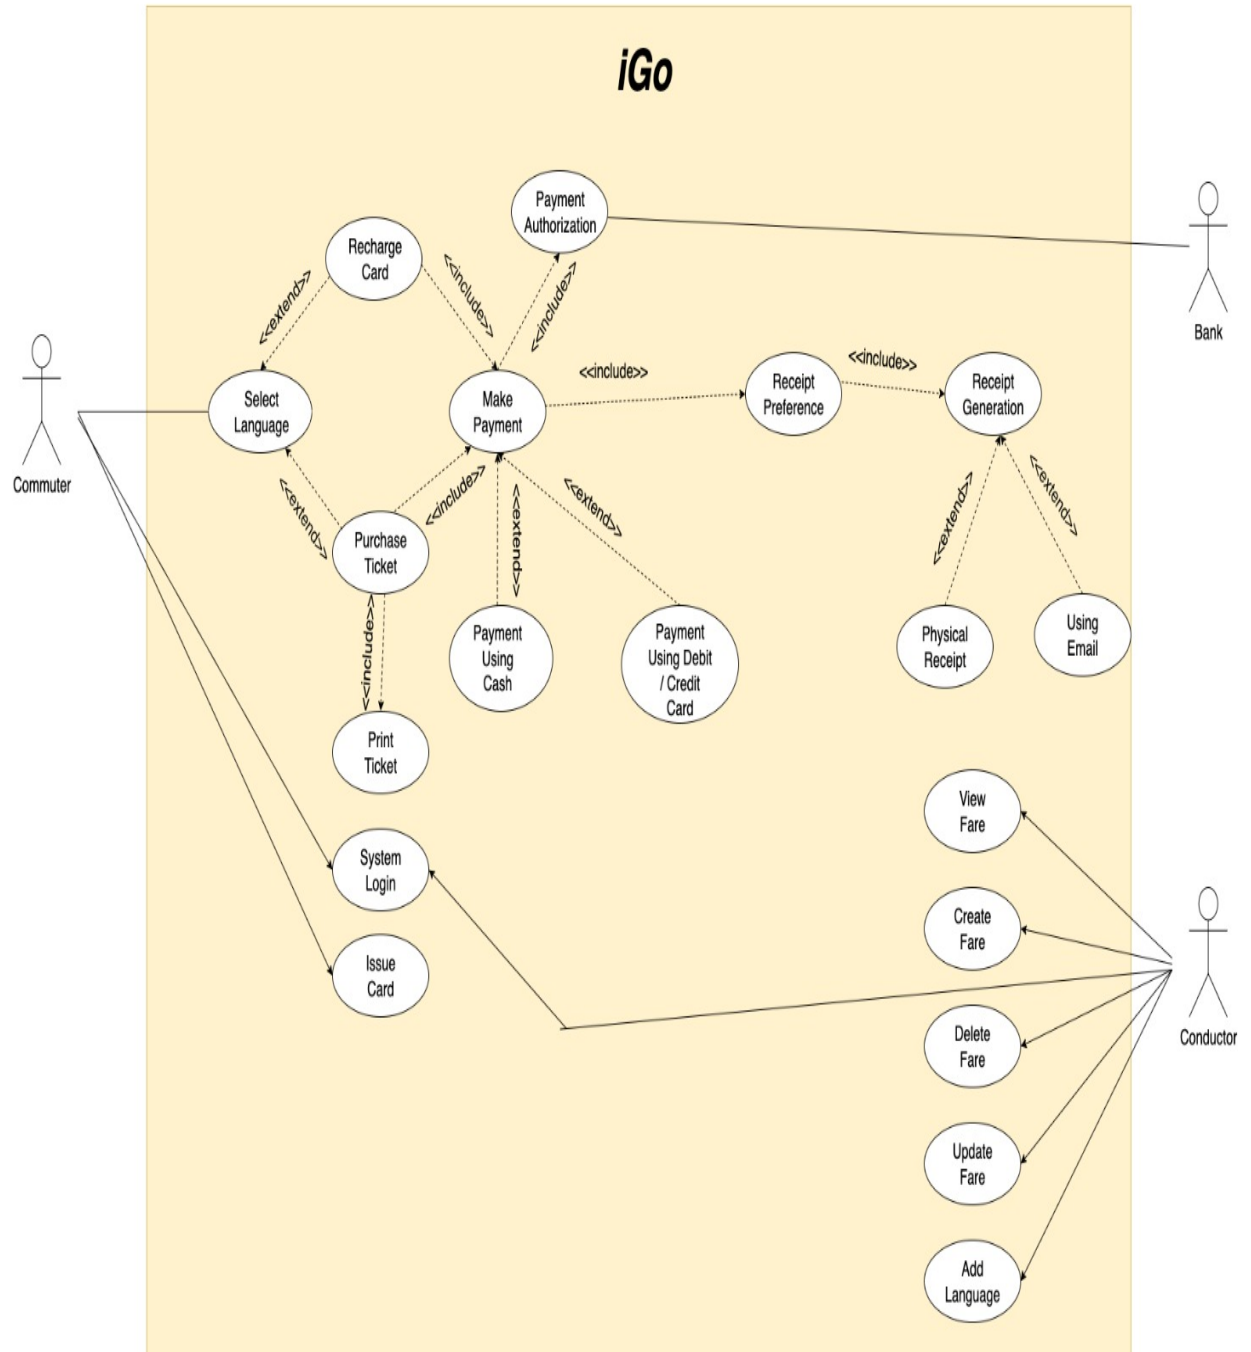 iGo
Payment
Authorization
Recharge
Card
<<extend>>
<<include>>
<<include>>
Bank
Select
Language
Make
Payment
<<include>>
Receipt
Preference
<<include>>
Receipt
Generation
Commuter
<<extend>>
Purchase
Ticket
<<include>>
<<extend>>
<<extend>>
<<extend>>
<<extend>>
<<include>>
Payment
Using
Cash
Payment
Using Debit
/ Credit
Card
Physical
Receipt
Using
Email
Print
Ticket
View
Fare
System
Login
Create
Fare
Issue
Card
Delete
Fare
Conductor
Update
Fare
Add
Language